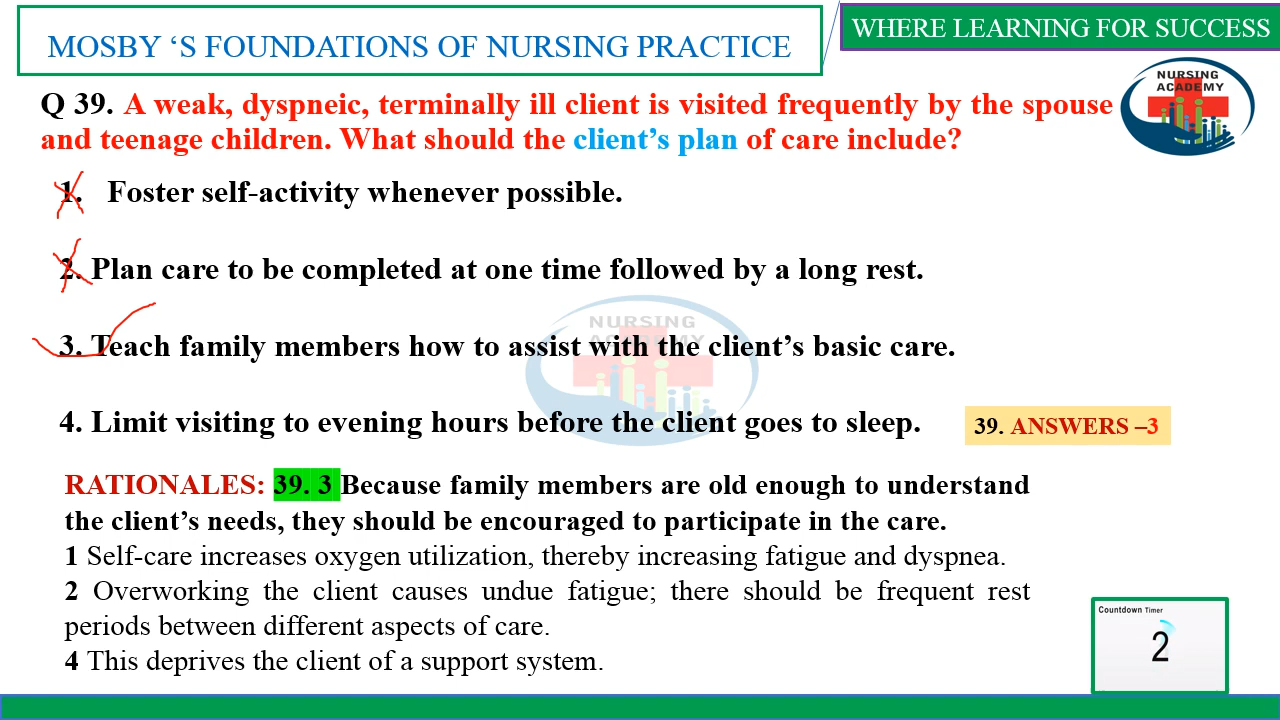 MOSBY ‘S FOUNDATIONS OF NURSING PRACTICE
WHERE LEARNING FOR SUCCESS
NURSING
ACADEMY
Q 39. A weak, dyspneic, terminally ill client is visited frequently by the spouse
and teenage children. What should the client’s plan of care include?
1. Foster self-activity whenever possible.
2. Plan care to be completed at one time followed by a long rest.
NURSING
ACADEMY
3. Teach family members how to assist with the client’s basic care.
4. Limit visiting to evening hours before the client goes to sleep.
39. ANSWERS –3
RATIONALES: 39. 3 Because family members are old enough to understand
the client’s needs, they should be encouraged to participate in the care.
1 Self-care increases oxygen utilization, thereby increasing fatigue and dyspnea.
2 Overworking the client causes undue fatigue; there should be frequent rest
periods between different aspects of care.
4 This deprives the client of a support system.
Countdown Timer
2